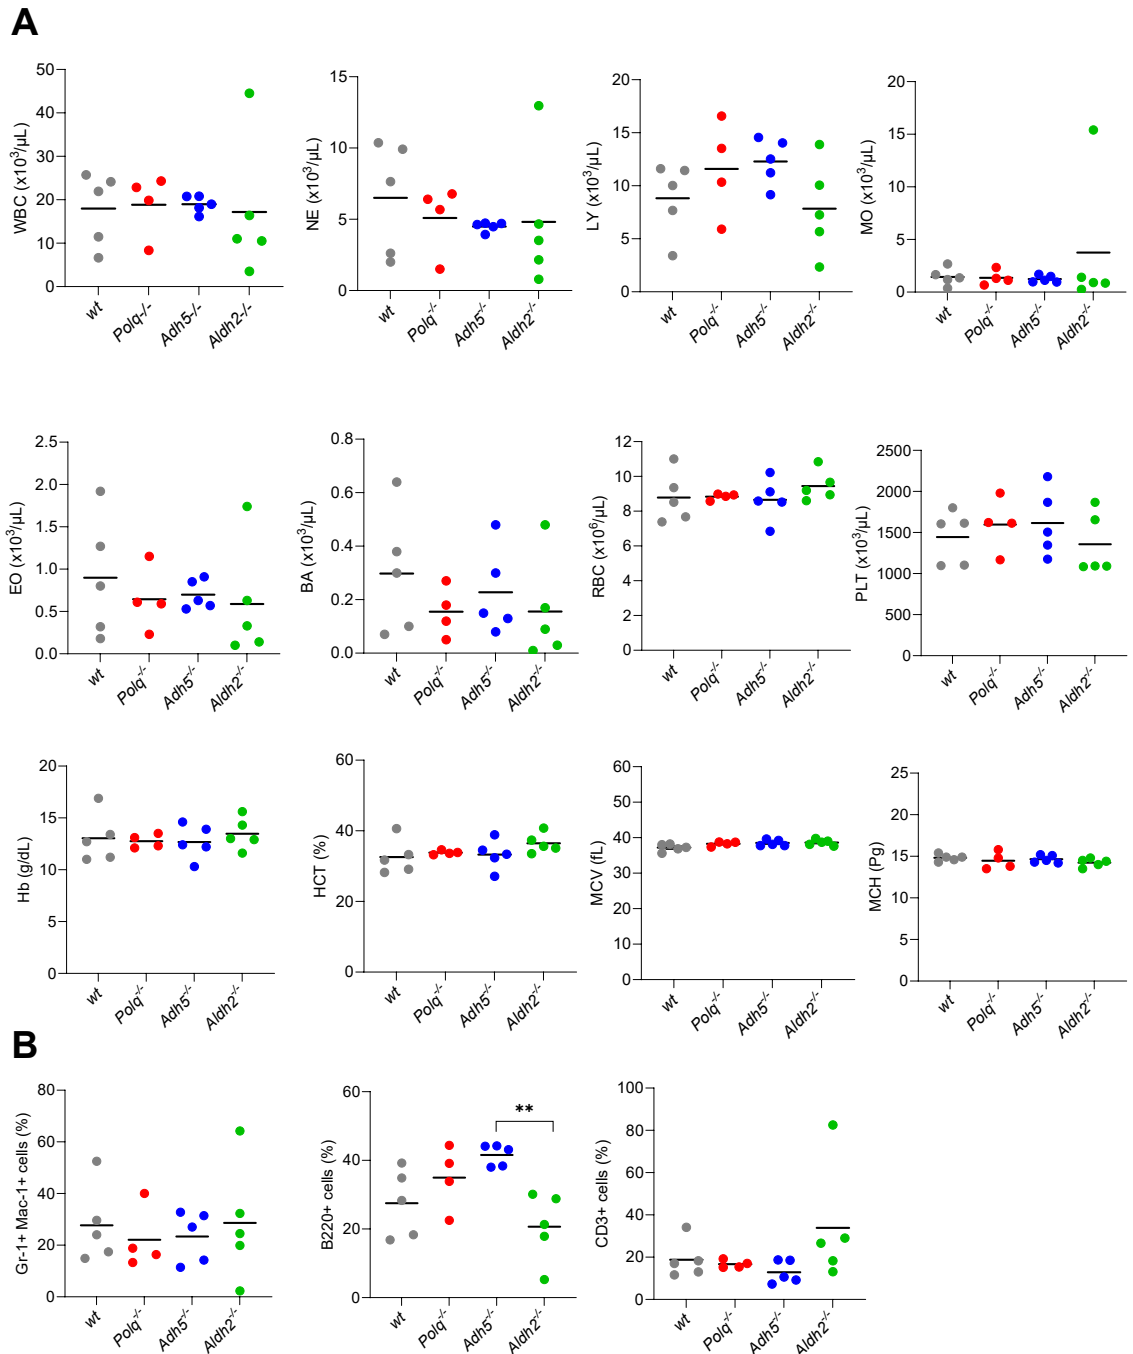 A
WBC (x10³/µL)
50
40
30
20
10
0
wt
Polq-/-
Adh5-/-
Aldh2-/-
NE (x10³/µL)
15
10
5
0
wt
Polq⁻/⁻
Adh5⁻/⁻
Aldh2⁻/⁻
LY (x10³/µL)
20
15
10
5
0
wt
Polq⁻/⁻
Adh5⁻/⁻
Aldh2⁻/⁻
MO (x10³/µL)
20
15
10
5
0
wt
Polq⁻/⁻
Adh5⁻/⁻
Aldh2⁻/⁻
EO (x10³/µL)
2.5
2.0
1.5
1.0
0.5
0.0
wt
Polq⁻/⁻
Adh5⁻/⁻
Aldh2⁻/⁻
BA (x10³/µL)
0.8
0.6
0.4
0.2
0.0
wt
Polq⁻/⁻
Adh5⁻/⁻
Aldh2⁻/⁻
RBC (x10⁶/µL)
12
10
8
6
4
2
0
wt
Polq⁻/⁻
Adh5⁻/⁻
Aldh2⁻/⁻
PLT (x10³/µL)
2500
2000
1500
1000
500
0
wt
Polq⁻/⁻
Adh5⁻/⁻
Aldh2⁻/⁻
Hb (g/dL)
20
15
10
5
0
wt
Polq⁻/⁻
Adh5⁻/⁻
Aldh2⁻/⁻
HCT (%)
60
40
20
0
wt
Polq⁻/⁻
Adh5⁻/⁻
Aldh2⁻/⁻
MCV (fL)
60
50
40
30
20
10
0
wt
Polq⁻/⁻
Adh5⁻/⁻
Aldh2⁻/⁻
MCH (Pg)
25
20
15
10
5
0
wt
Polq⁻/⁻
Adh5⁻/⁻
Aldh2⁻/⁻
B
Gr-1+ Mac-1+ cells (%)
80
60
40
20
0
wt
Polq⁻/⁻
Adh5⁻/⁻
Aldh2⁻/⁻
B220+ cells (%)
60
40
20
0
**
wt
Polq⁻/⁻
Adh5⁻/⁻
Aldh2⁻/⁻
CD3+ cells (%)
100
80
60
40
20
0
wt
Polq⁻/⁻
Adh5⁻/⁻
Aldh2⁻/⁻